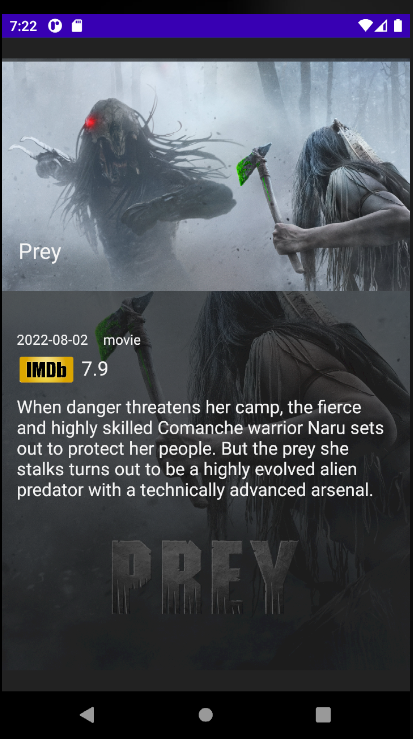 7:22
Prey
2022-08-02 movie
IMDb 7.9
When danger threatens her camp, the fierce
and highly skilled Comanche warrior Naru sets
out to protect her people. But the prey she
stalks turns out to be a highly evolved alien
predator with a technically advanced arsenal.
PREY